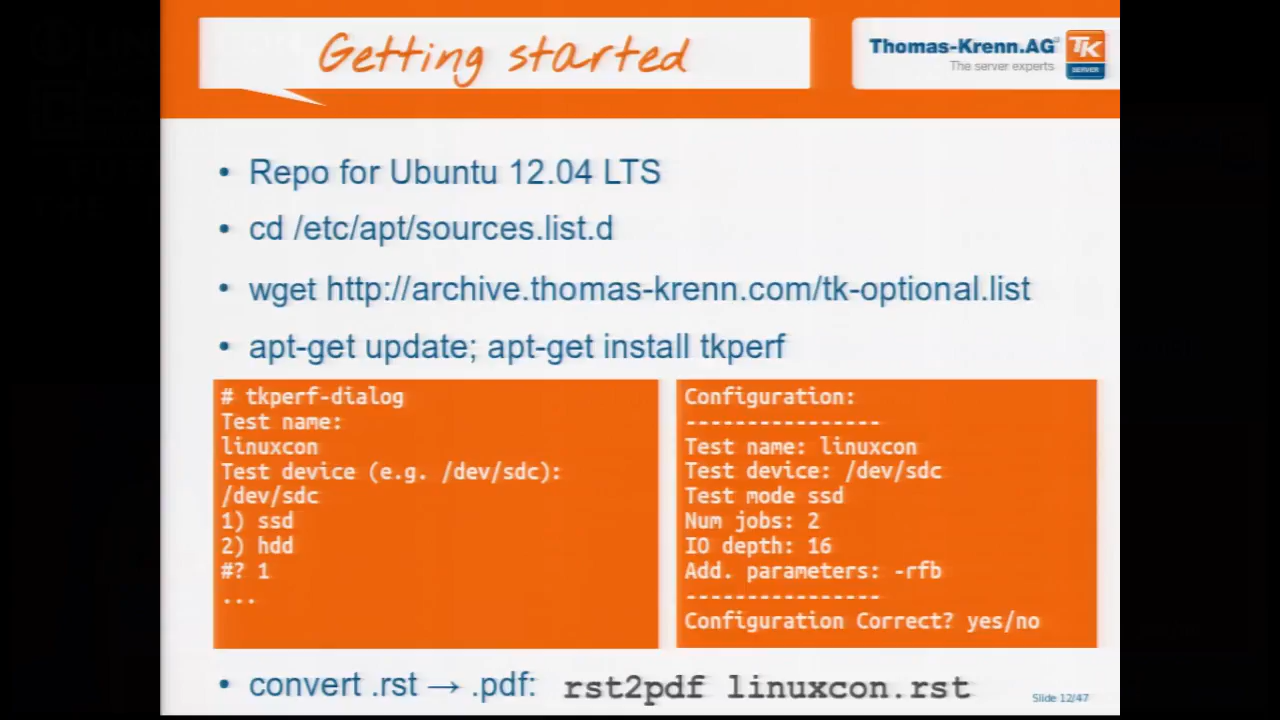 Getting started
Thomas-Krenn.AG
The server experts
TK
SERVER
• Repo for Ubuntu 12.04 LTS
• cd /etc/apt/sources.list.d
• wget http://archive.thomas-krenn.com/tk-optional.list
• apt-get update; apt-get install tkperf
# tkperf-dialog
Test name:
linuxcon
Test device (e.g. /dev/sdc):
/dev/sdc
1) ssd
2) hdd
#? 1
...
Configuration:
----------------
Test name: linuxcon
Test device: /dev/sdc
Test mode ssd
Num jobs: 2
IO depth: 16
Add. parameters: -rfb
----------------
Configuration Correct? yes/no
• convert .rst → .pdf: rst2pdf linuxcon.rst
Slide 12/47